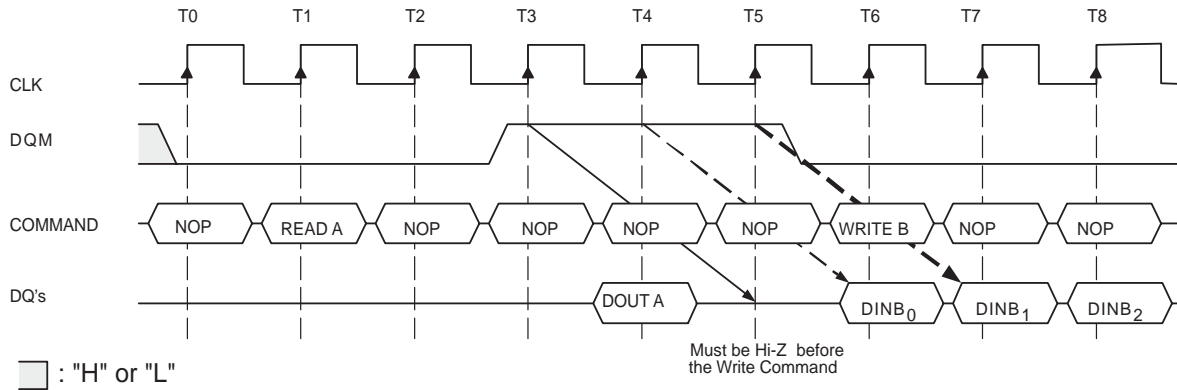 T0 T1 T2 T3 T4 T5 T6 T7 T8
CLK
DQM
COMMAND NOP READ A NOP NOP NOP NOP WRITE B NOP NOP
DQ's DOUT A DINB0 DINB1 DINB2
Must be Hi-Z before
the Write Command
: "H" or "L"